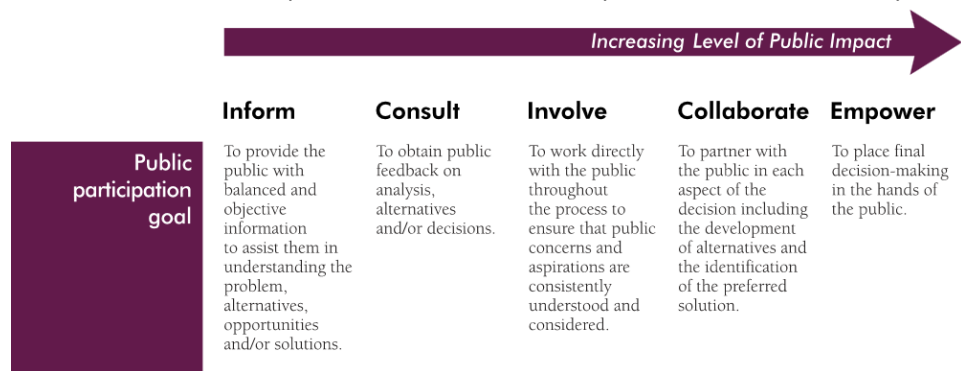 Increasing Level of Public Impact
Inform
Consult
Involve
Collaborate
Empower
Public
participation
goal
To provide the
public with
balanced and
objective
information
to assist them in
understanding the
problem,
alternatives,
opportunities
and/or solutions.
To obtain public
feedback on
analysis,
alternatives
and/or decisions.
To work directly
with the public
throughout
the process to
ensure that public
concerns and
aspirations are
consistently
understood and
considered.
To partner with
the public in each
aspect of the
decision including
the development
of alternatives and
the identification
of the preferred
solution.
To place final
decision-making
in the hands of
the public.